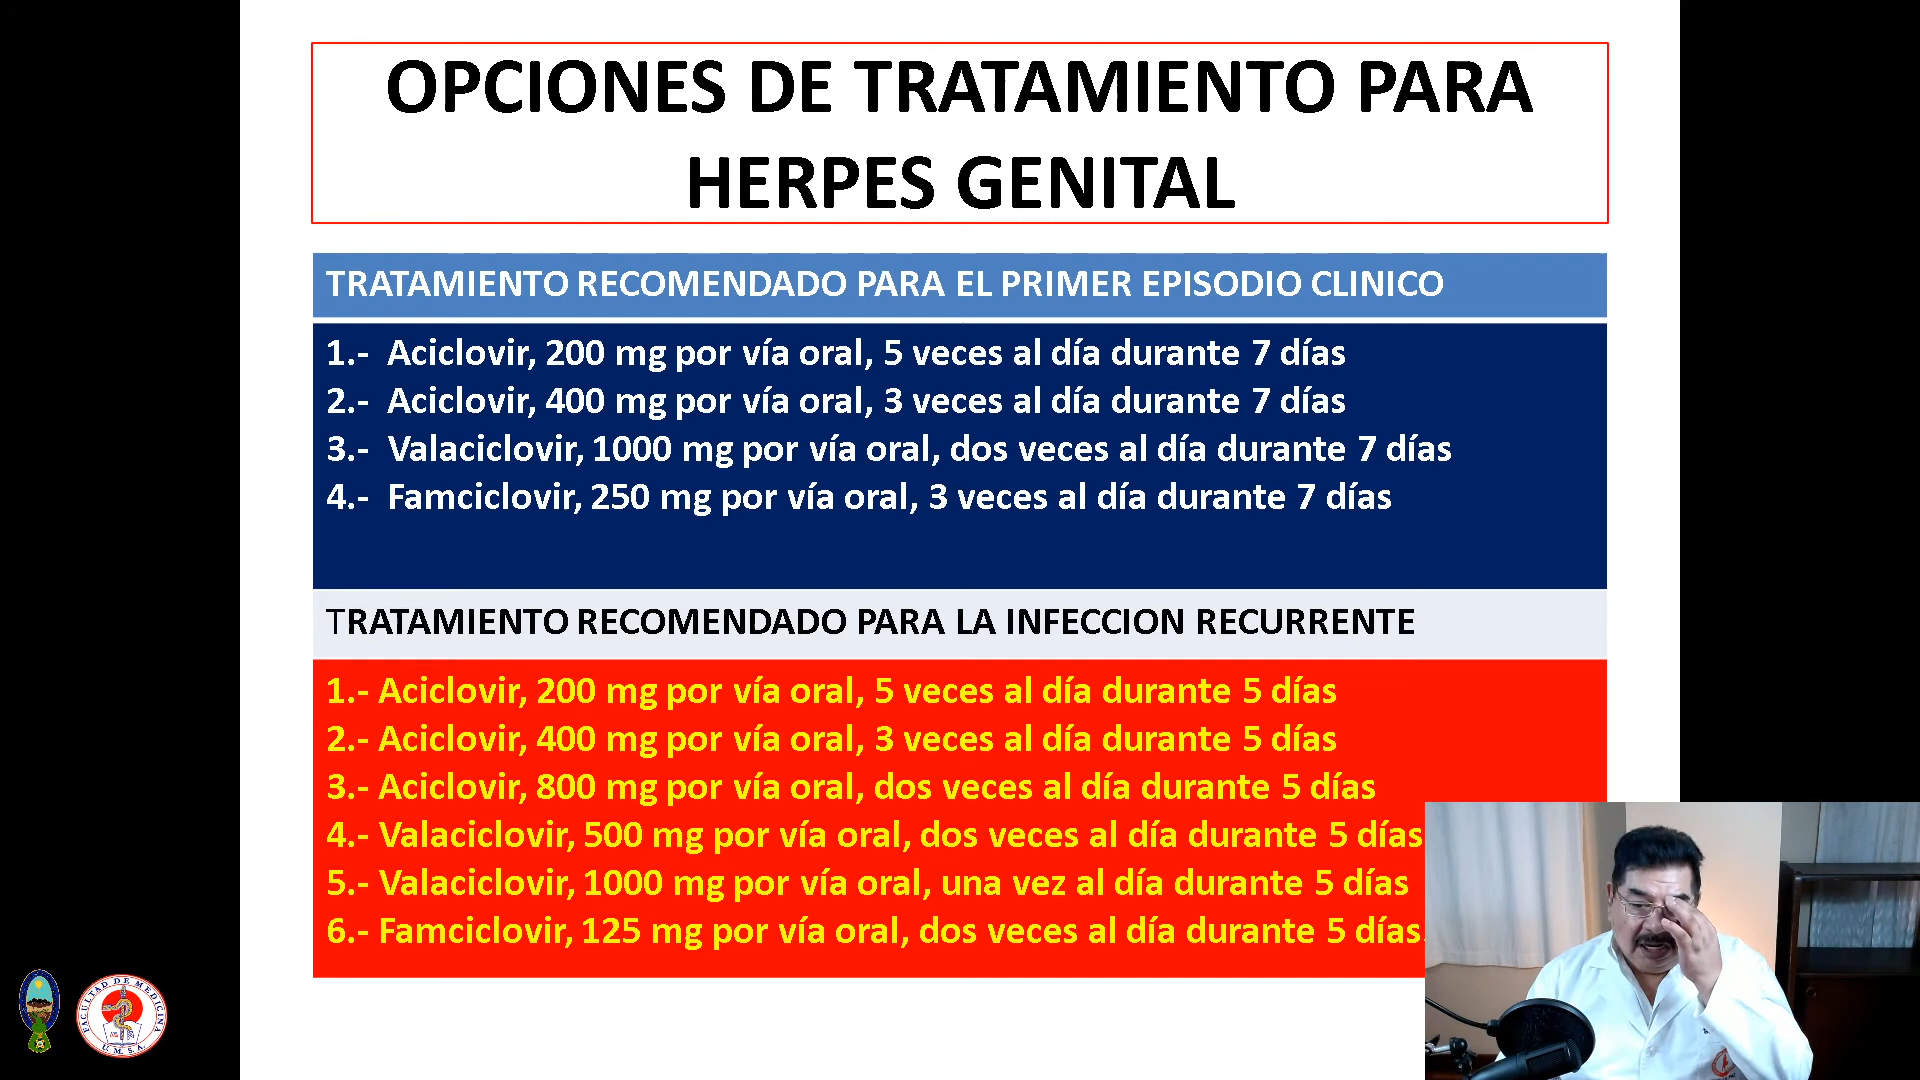 OPCIONES DE TRATAMIENTO PARA
HERPES GENITAL
TRATAMIENTO RECOMENDADO PARA EL PRIMER EPISODIO CLINICO
1.- Aciclovir, 200 mg por vía oral, 5 veces al día durante 7 días
2.- Aciclovir, 400 mg por vía oral, 3 veces al día durante 7 días
3.- Valaciclovir, 1000 mg por vía oral, dos veces al día durante 7 días
4.- Famciclovir, 250 mg por vía oral, 3 veces al día durante 7 días
TRATAMIENTO RECOMENDADO PARA LA INFECCION RECURRENTE
1.- Aciclovir, 200 mg por vía oral, 5 veces al día durante 5 días
2.- Aciclovir, 400 mg por vía oral, 3 veces al día durante 5 días
3.- Aciclovir, 800 mg por vía oral, dos veces al día durante 5 días
4.- Valaciclovir, 500 mg por vía oral, dos veces al día durante 5 días
5.- Valaciclovir, 1000 mg por vía oral, una vez al día durante 5 días
6.- Famciclovir, 125 mg por vía oral, dos veces al día durante 5 días.
FACULTAD DE MEDICINA
U.M.S.A.